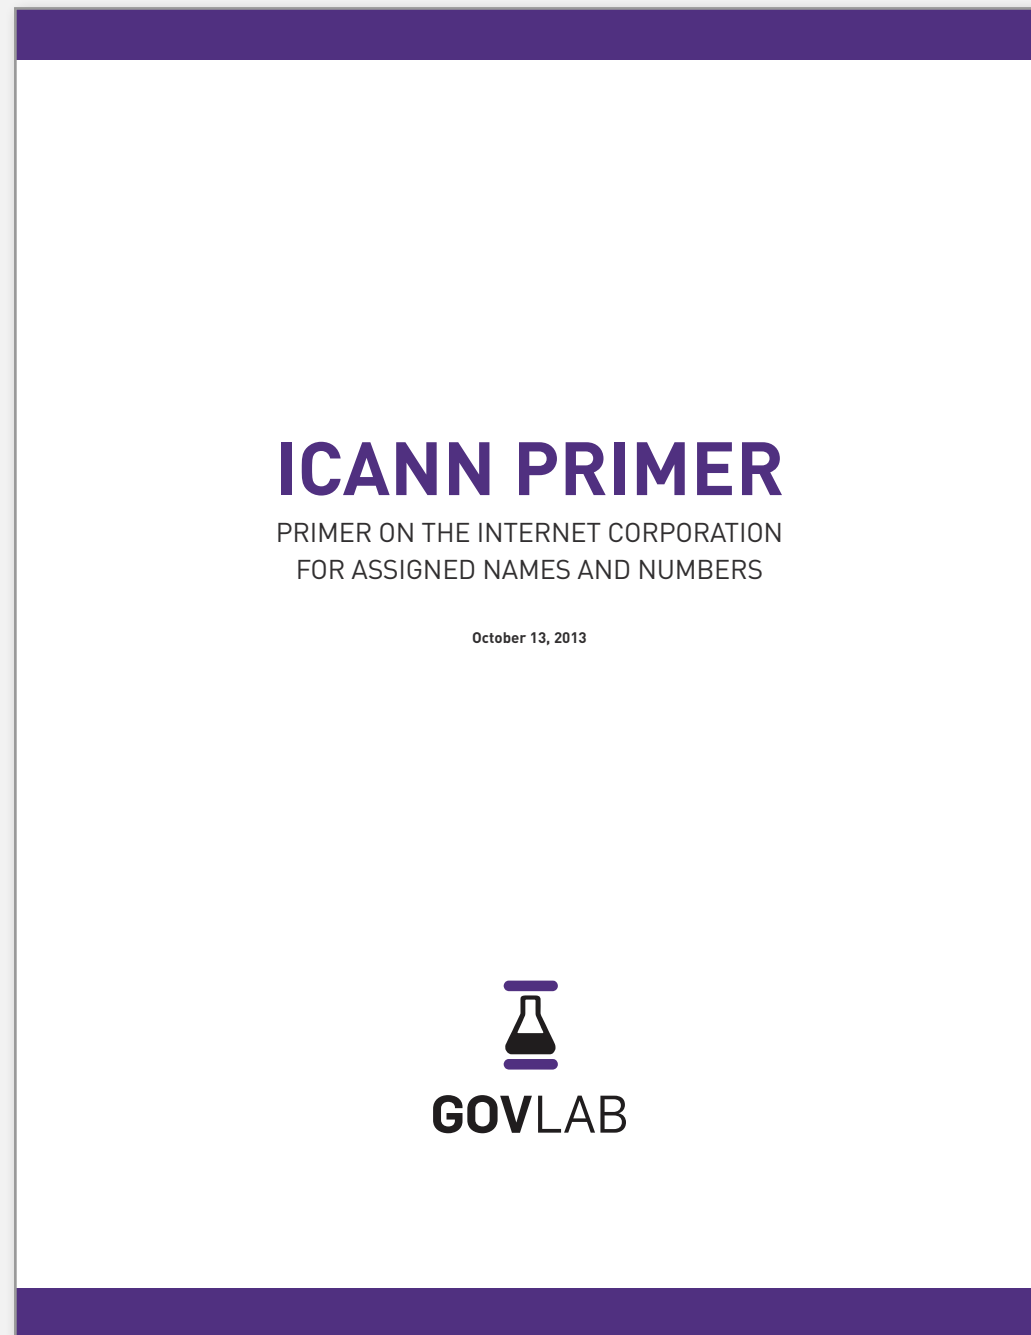 ICANN PRIMER
PRIMER ON THE INTERNET CORPORATION
FOR ASSIGNED NAMES AND NUMBERS
October 13, 2013
GOVLAB